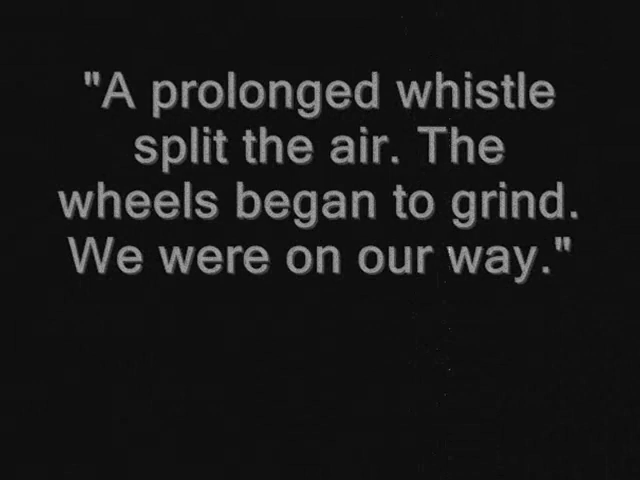 "A prolonged whistle
split the air. The
wheels began to grind.
We were on our way."